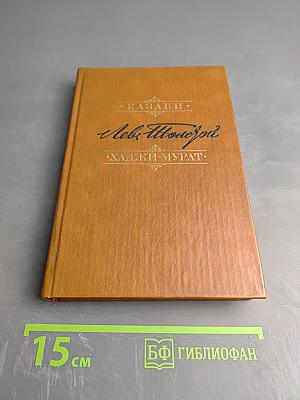 · КАЗАКИ ·
Левъ Толстой
· ХАДЖИ-МУРАТ ·
15 см
БФ ГИБЛИОФАН